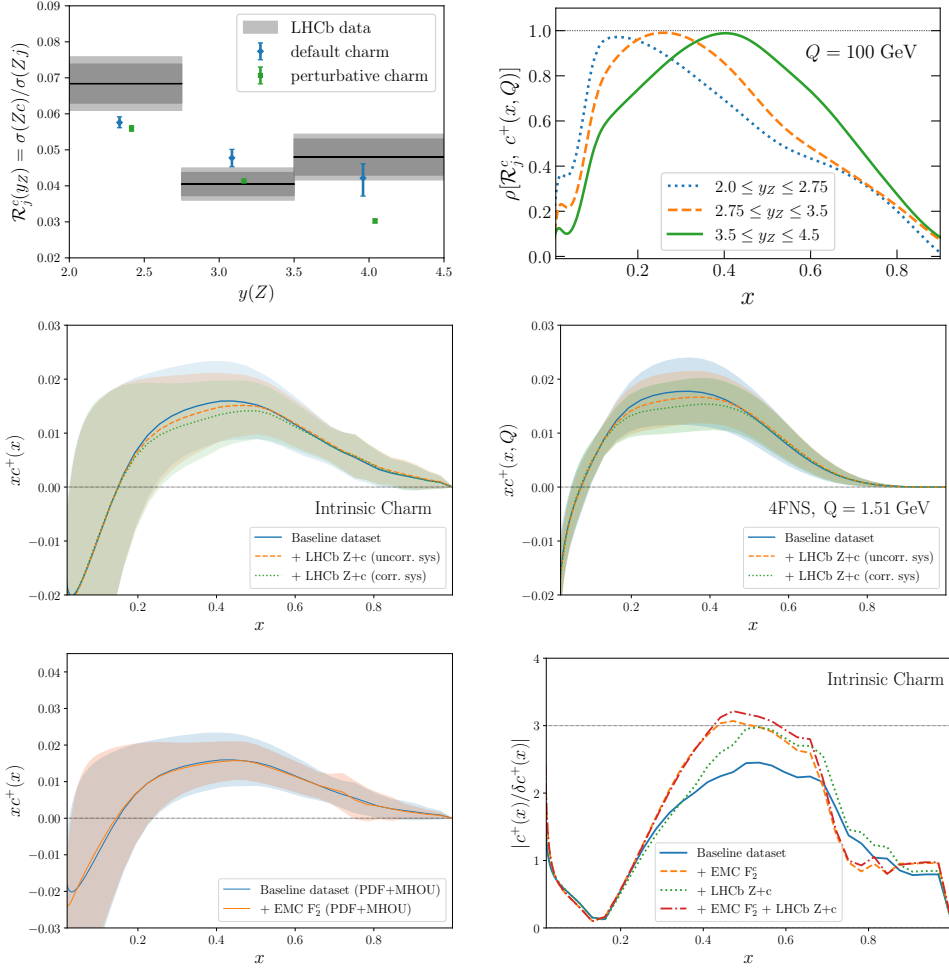 LHCb data
default charm
perturbative charm
0.08
0.07
0.06
0.05
0.04
0.03
0.02
2.0 2.5 3.0 3.5 4.0 4.5
y(Z)
ℛ_j^c(y_Z) = σ(Zc)/σ(Zj)
Q = 100 GeV
1.0
0.8
0.6
0.4
0.2
0.0
0.2 0.4 0.6 0.8
x
ρ[ℛ_j^c, c⁺(x, Q)]
2.0 ≤ y_Z ≤ 2.75
2.75 ≤ y_Z ≤ 3.5
3.5 ≤ y_Z ≤ 4.5
0.03
0.02
0.01
0.00
−0.01
−0.02
0.2 0.4 0.6 0.8
x
xc⁺(x)
Intrinsic Charm
Baseline dataset
+ LHCb Z+c (uncorr. sys)
+ LHCb Z+c (corr. sys)
0.03
0.02
0.01
0.00
−0.01
−0.02
0.2 0.4 0.6 0.8
x
xc⁺(x, Q)
4FNS, Q = 1.51 GeV
Baseline dataset
+ LHCb Z+c (uncorr. sys)
+ LHCb Z+c (corr. sys)
0.04
0.03
0.02
0.01
0.00
−0.01
−0.02
−0.03
0.2 0.4 0.6 0.8
x
xc⁺(x)
Baseline dataset (PDF+MHOU)
+ EMC F₂ᶜ (PDF+MHOU)
Intrinsic Charm
4
3
2
1
0
0.2 0.4 0.6 0.8
x
|c⁺(x)/δc⁺(x)|
Baseline dataset
+ EMC F₂ᶜ
+ LHCb Z+c
+ EMC F₂ᶜ + LHCb Z+c